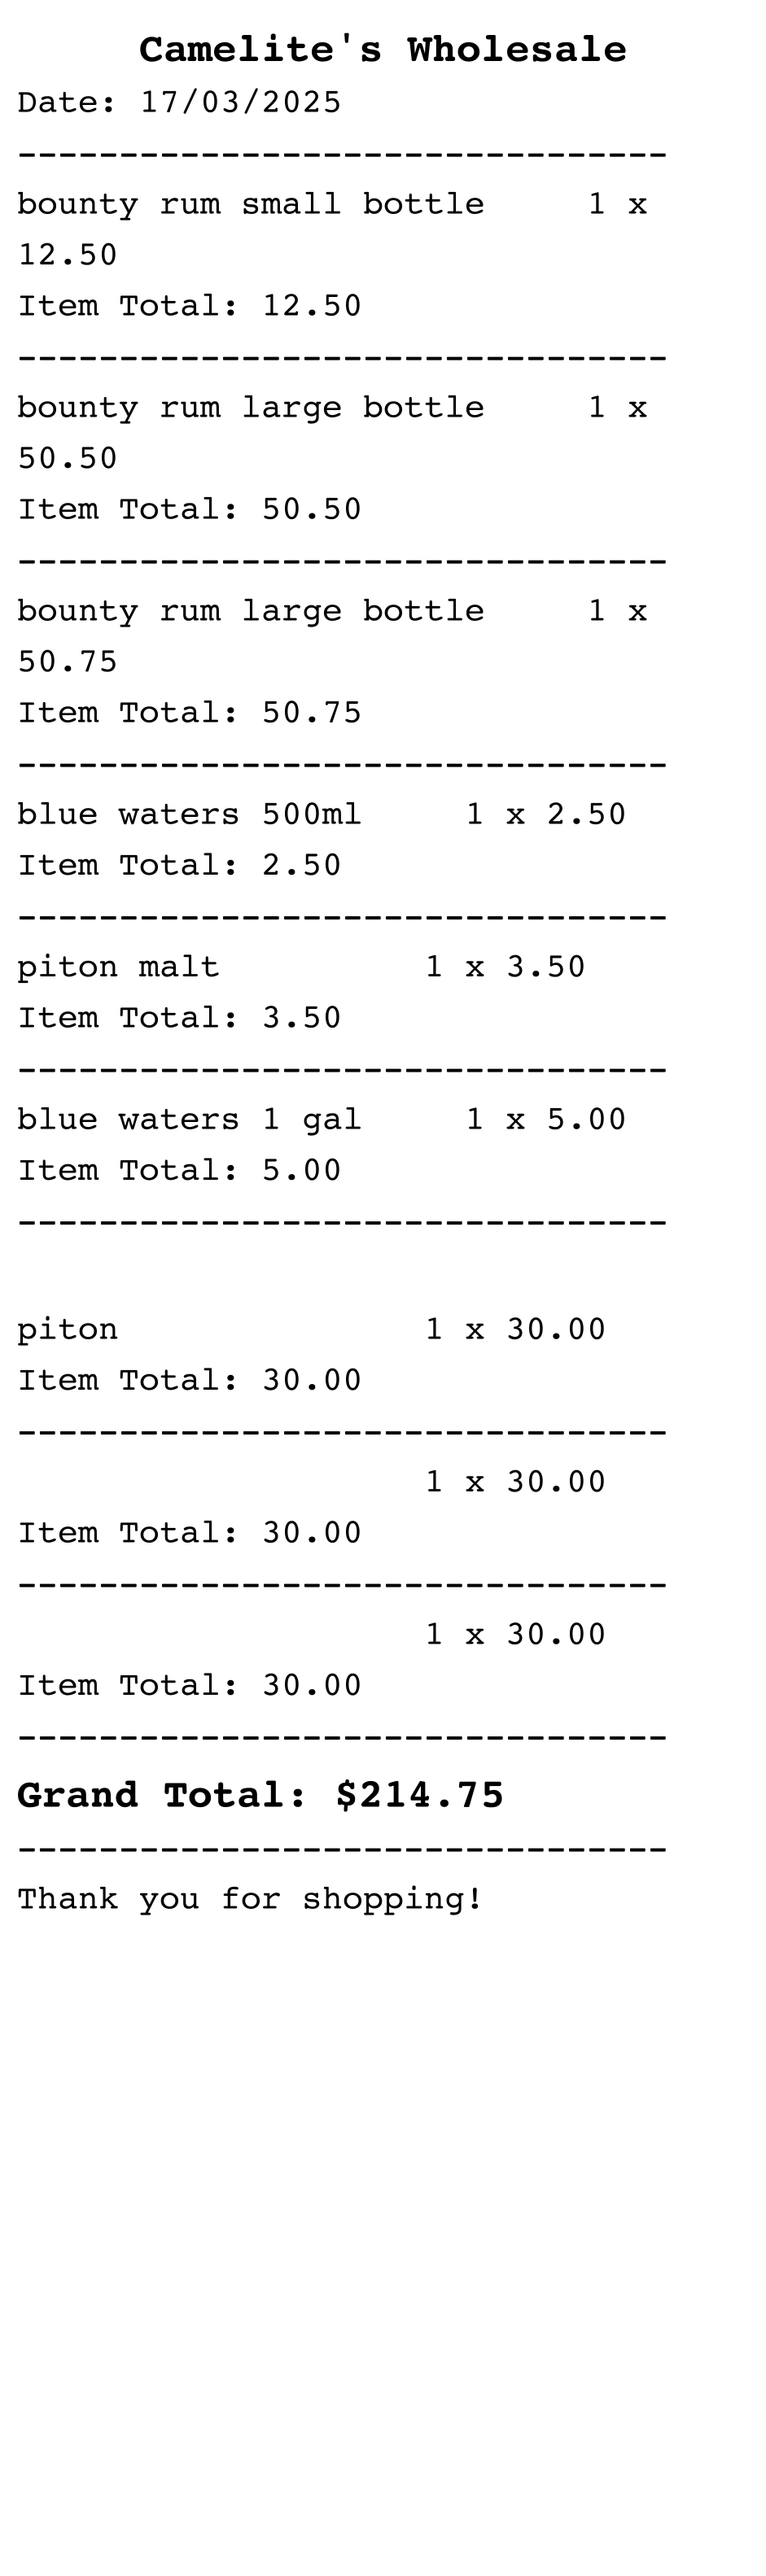 Camelite's Wholesale
Date: 17/03/2025
--------------------------------
bounty rum small bottle     1 x
12.50
Item Total: 12.50
--------------------------------
bounty rum large bottle     1 x
50.50
Item Total: 50.50
--------------------------------
bounty rum large bottle     1 x
50.75
Item Total: 50.75
--------------------------------
blue waters 500ml     1 x 2.50
Item Total: 2.50
--------------------------------
piton malt          1 x 3.50
Item Total: 3.50
--------------------------------
blue waters 1 gal     1 x 5.00
Item Total: 5.00
--------------------------------
piton               1 x 30.00
Item Total: 30.00
--------------------------------
                    1 x 30.00
Item Total: 30.00
--------------------------------
                    1 x 30.00
Item Total: 30.00
--------------------------------
Grand Total: $214.75
--------------------------------
Thank you for shopping!